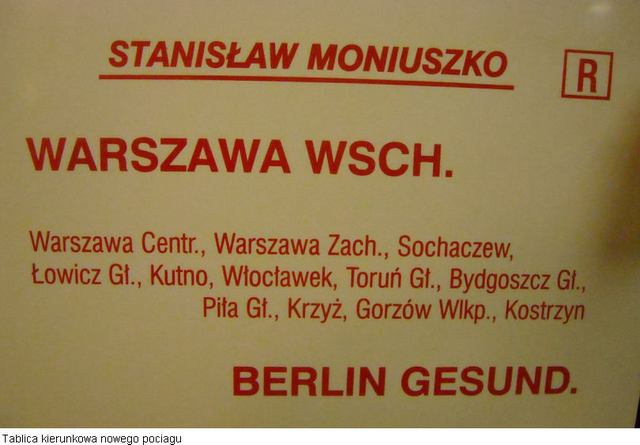 STANISŁAW MONIUSZKO
R
WARSZAWA WSCH.
Warszawa Centr., Warszawa Zach., Sochaczew,
Łowicz Gł., Kutno, Włocławek, Toruń Gł., Bydgoszcz Gł.,
Piła Gł., Krzyż, Gorzów Wlkp., Kostrzyn
BERLIN GESUND.
Tablica kierunkowa nowego pociagu